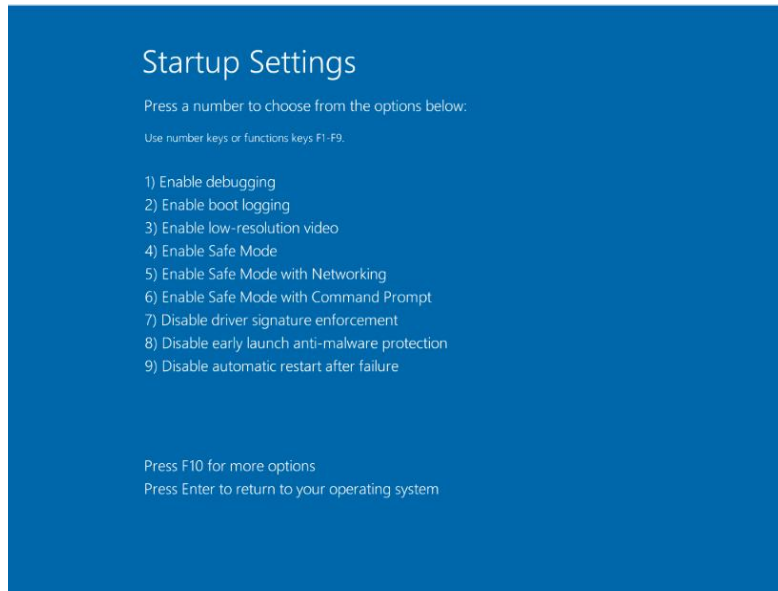 Startup Settings
Press a number to choose from the options below:
Use number keys or functions keys F1-F9.
1) Enable debugging
2) Enable boot logging
3) Enable low-resolution video
4) Enable Safe Mode
5) Enable Safe Mode with Networking
6) Enable Safe Mode with Command Prompt
7) Disable driver signature enforcement
8) Disable early launch anti-malware protection
9) Disable automatic restart after failure
Press F10 for more options
Press Enter to return to your operating system